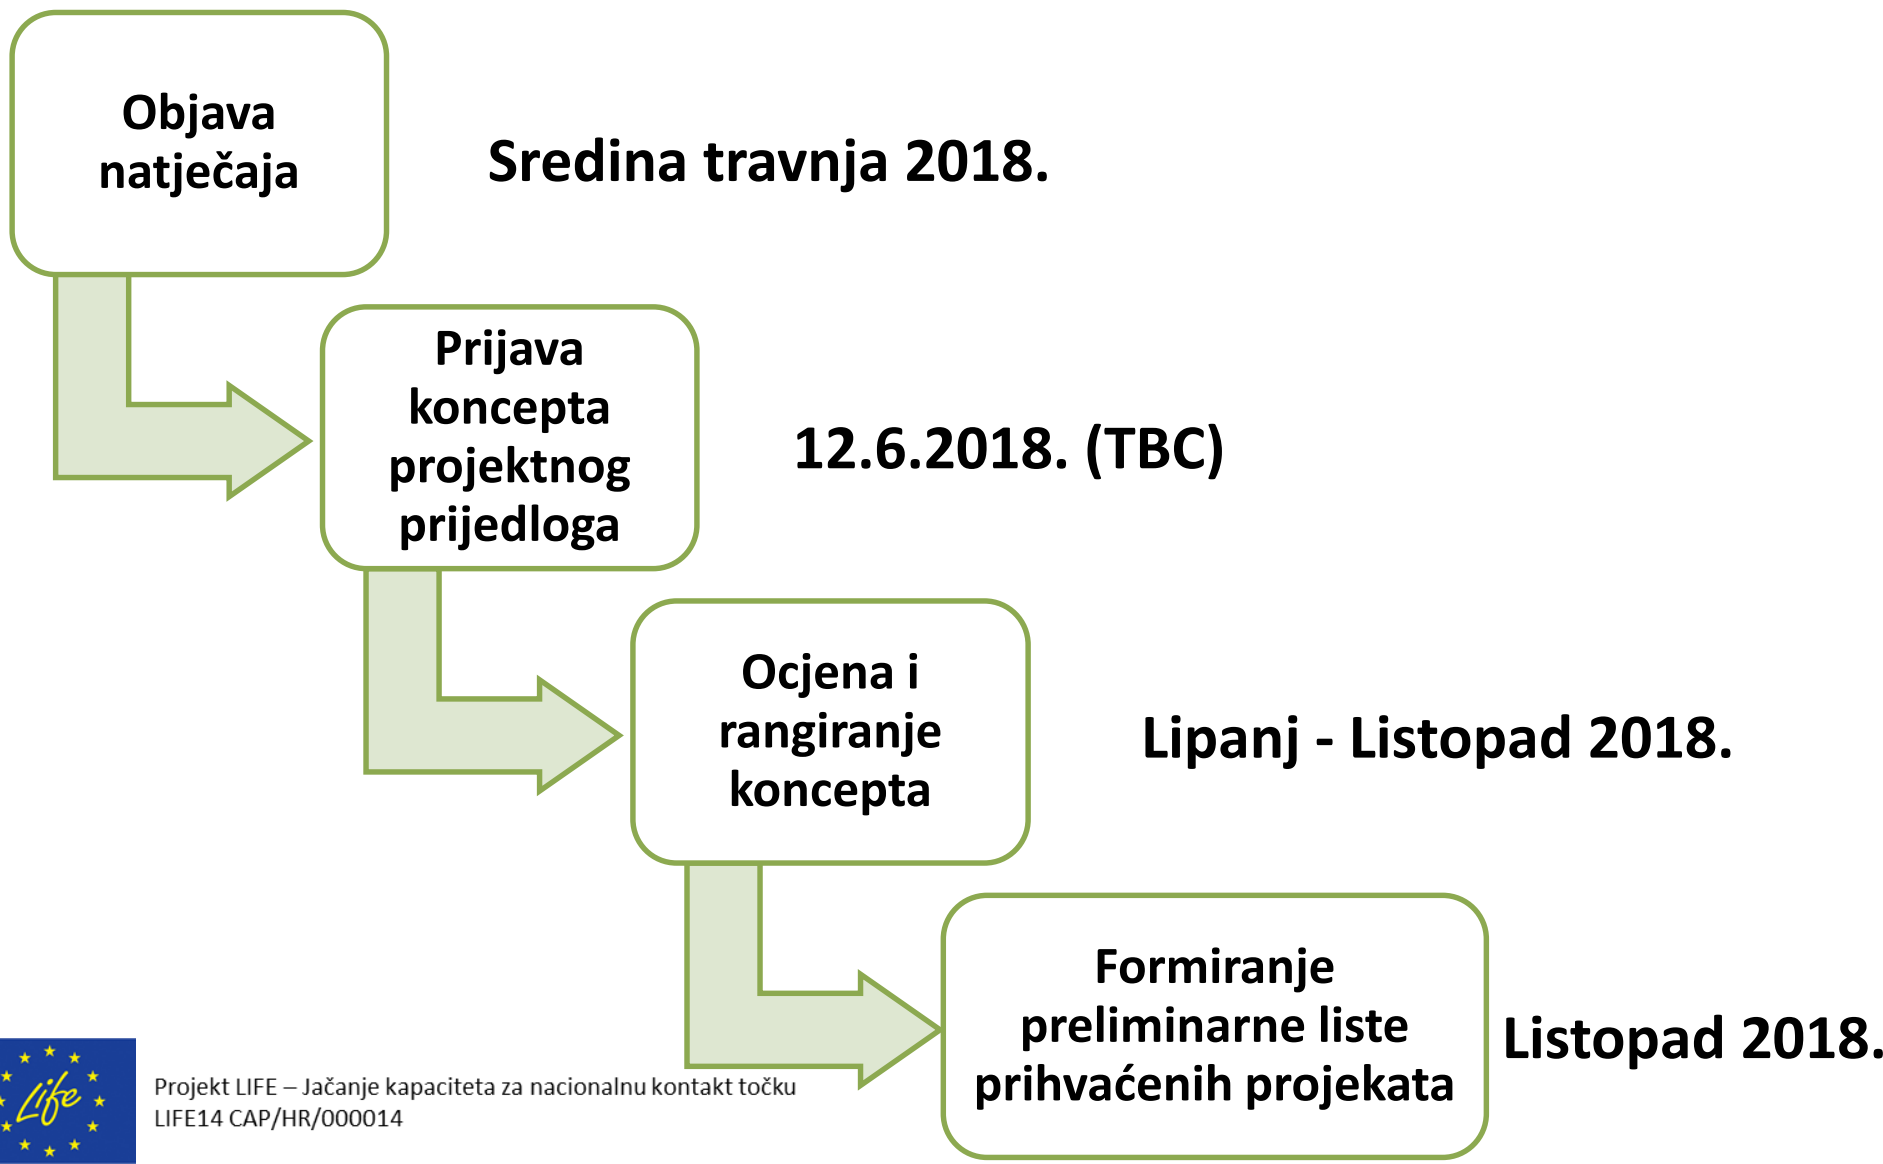 Objava
natječaja
Sredina travnja 2018.
Prijava
koncepta
projektnog
prijedloga
12.6.2018. (TBC)
Ocjena i
rangiranje
koncepta
Lipanj - Listopad 2018.
Formiranje
preliminarne liste
prihvaćenih projekata
Listopad 2018.
Life
Projekt LIFE – Jačanje kapaciteta za nacionalnu kontakt točku
LIFE14 CAP/HR/000014